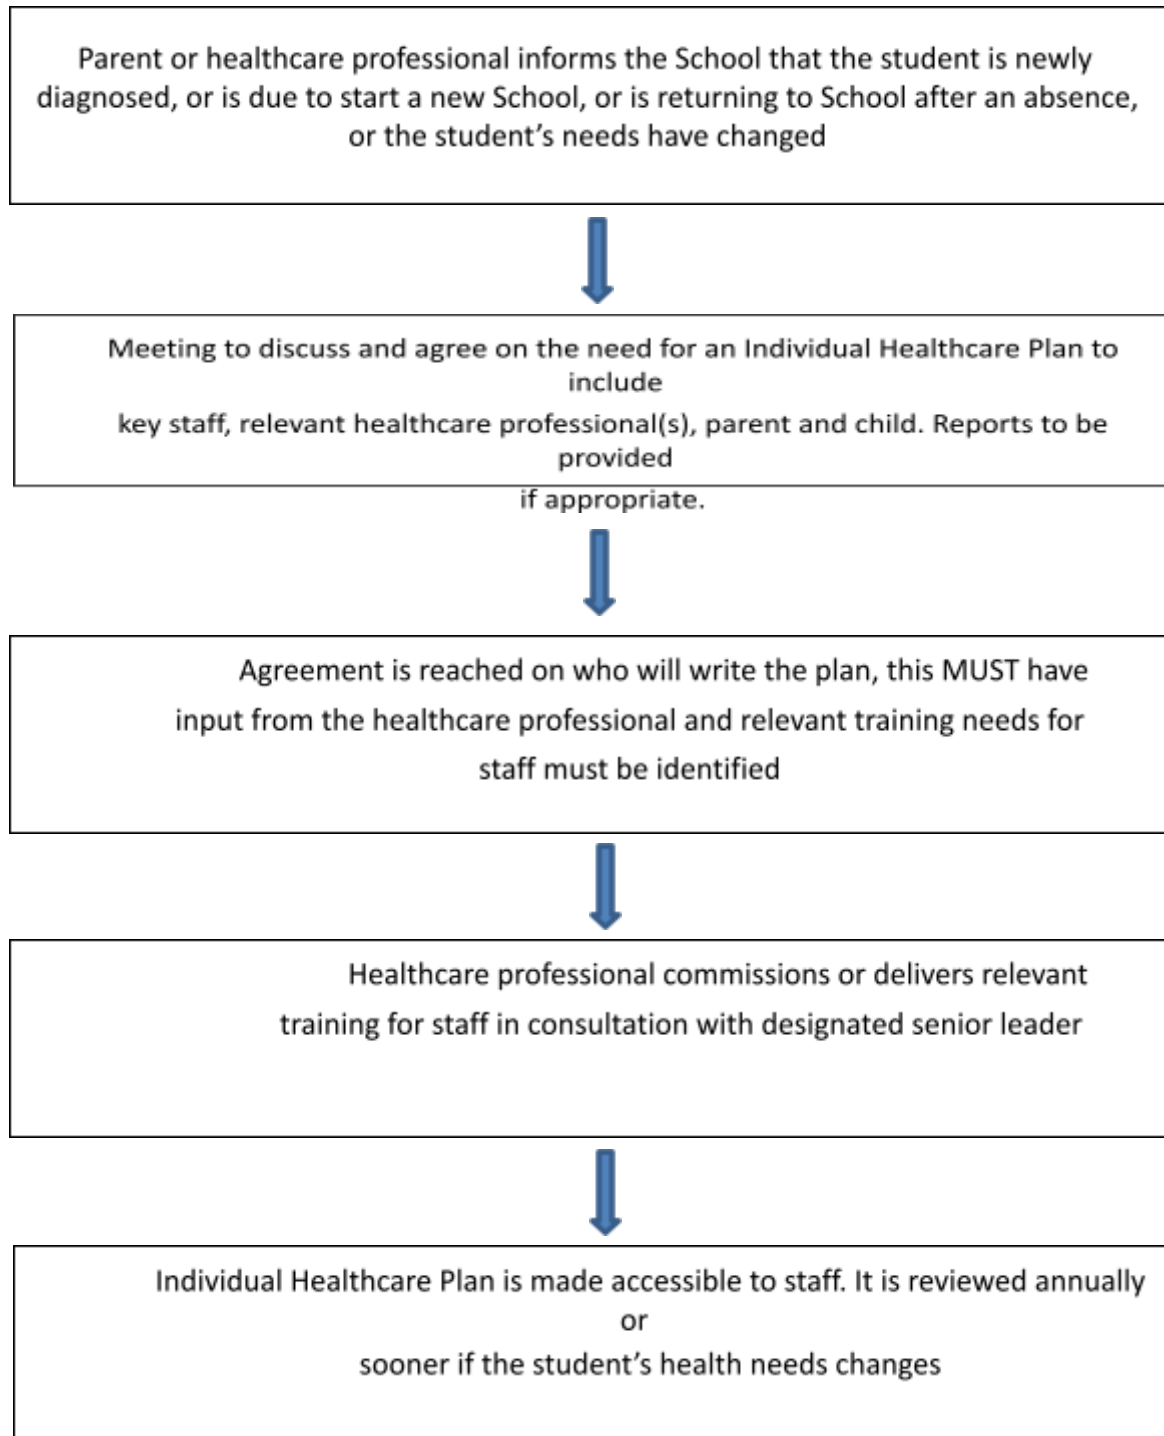 Parent or healthcare professional informs the School that the student is newly
diagnosed, or is due to start a new School, or is returning to School after an absence,
or the student’s needs have changed
Meeting to discuss and agree on the need for an Individual Healthcare Plan to
include
key staff, relevant healthcare professional(s), parent and child. Reports to be
provided
if appropriate.
Agreement is reached on who will write the plan, this MUST have
input from the healthcare professional and relevant training needs for
staff must be identified
Healthcare professional commissions or delivers relevant
training for staff in consultation with designated senior leader
Individual Healthcare Plan is made accessible to staff. It is reviewed annually
or
sooner if the student’s health needs changes